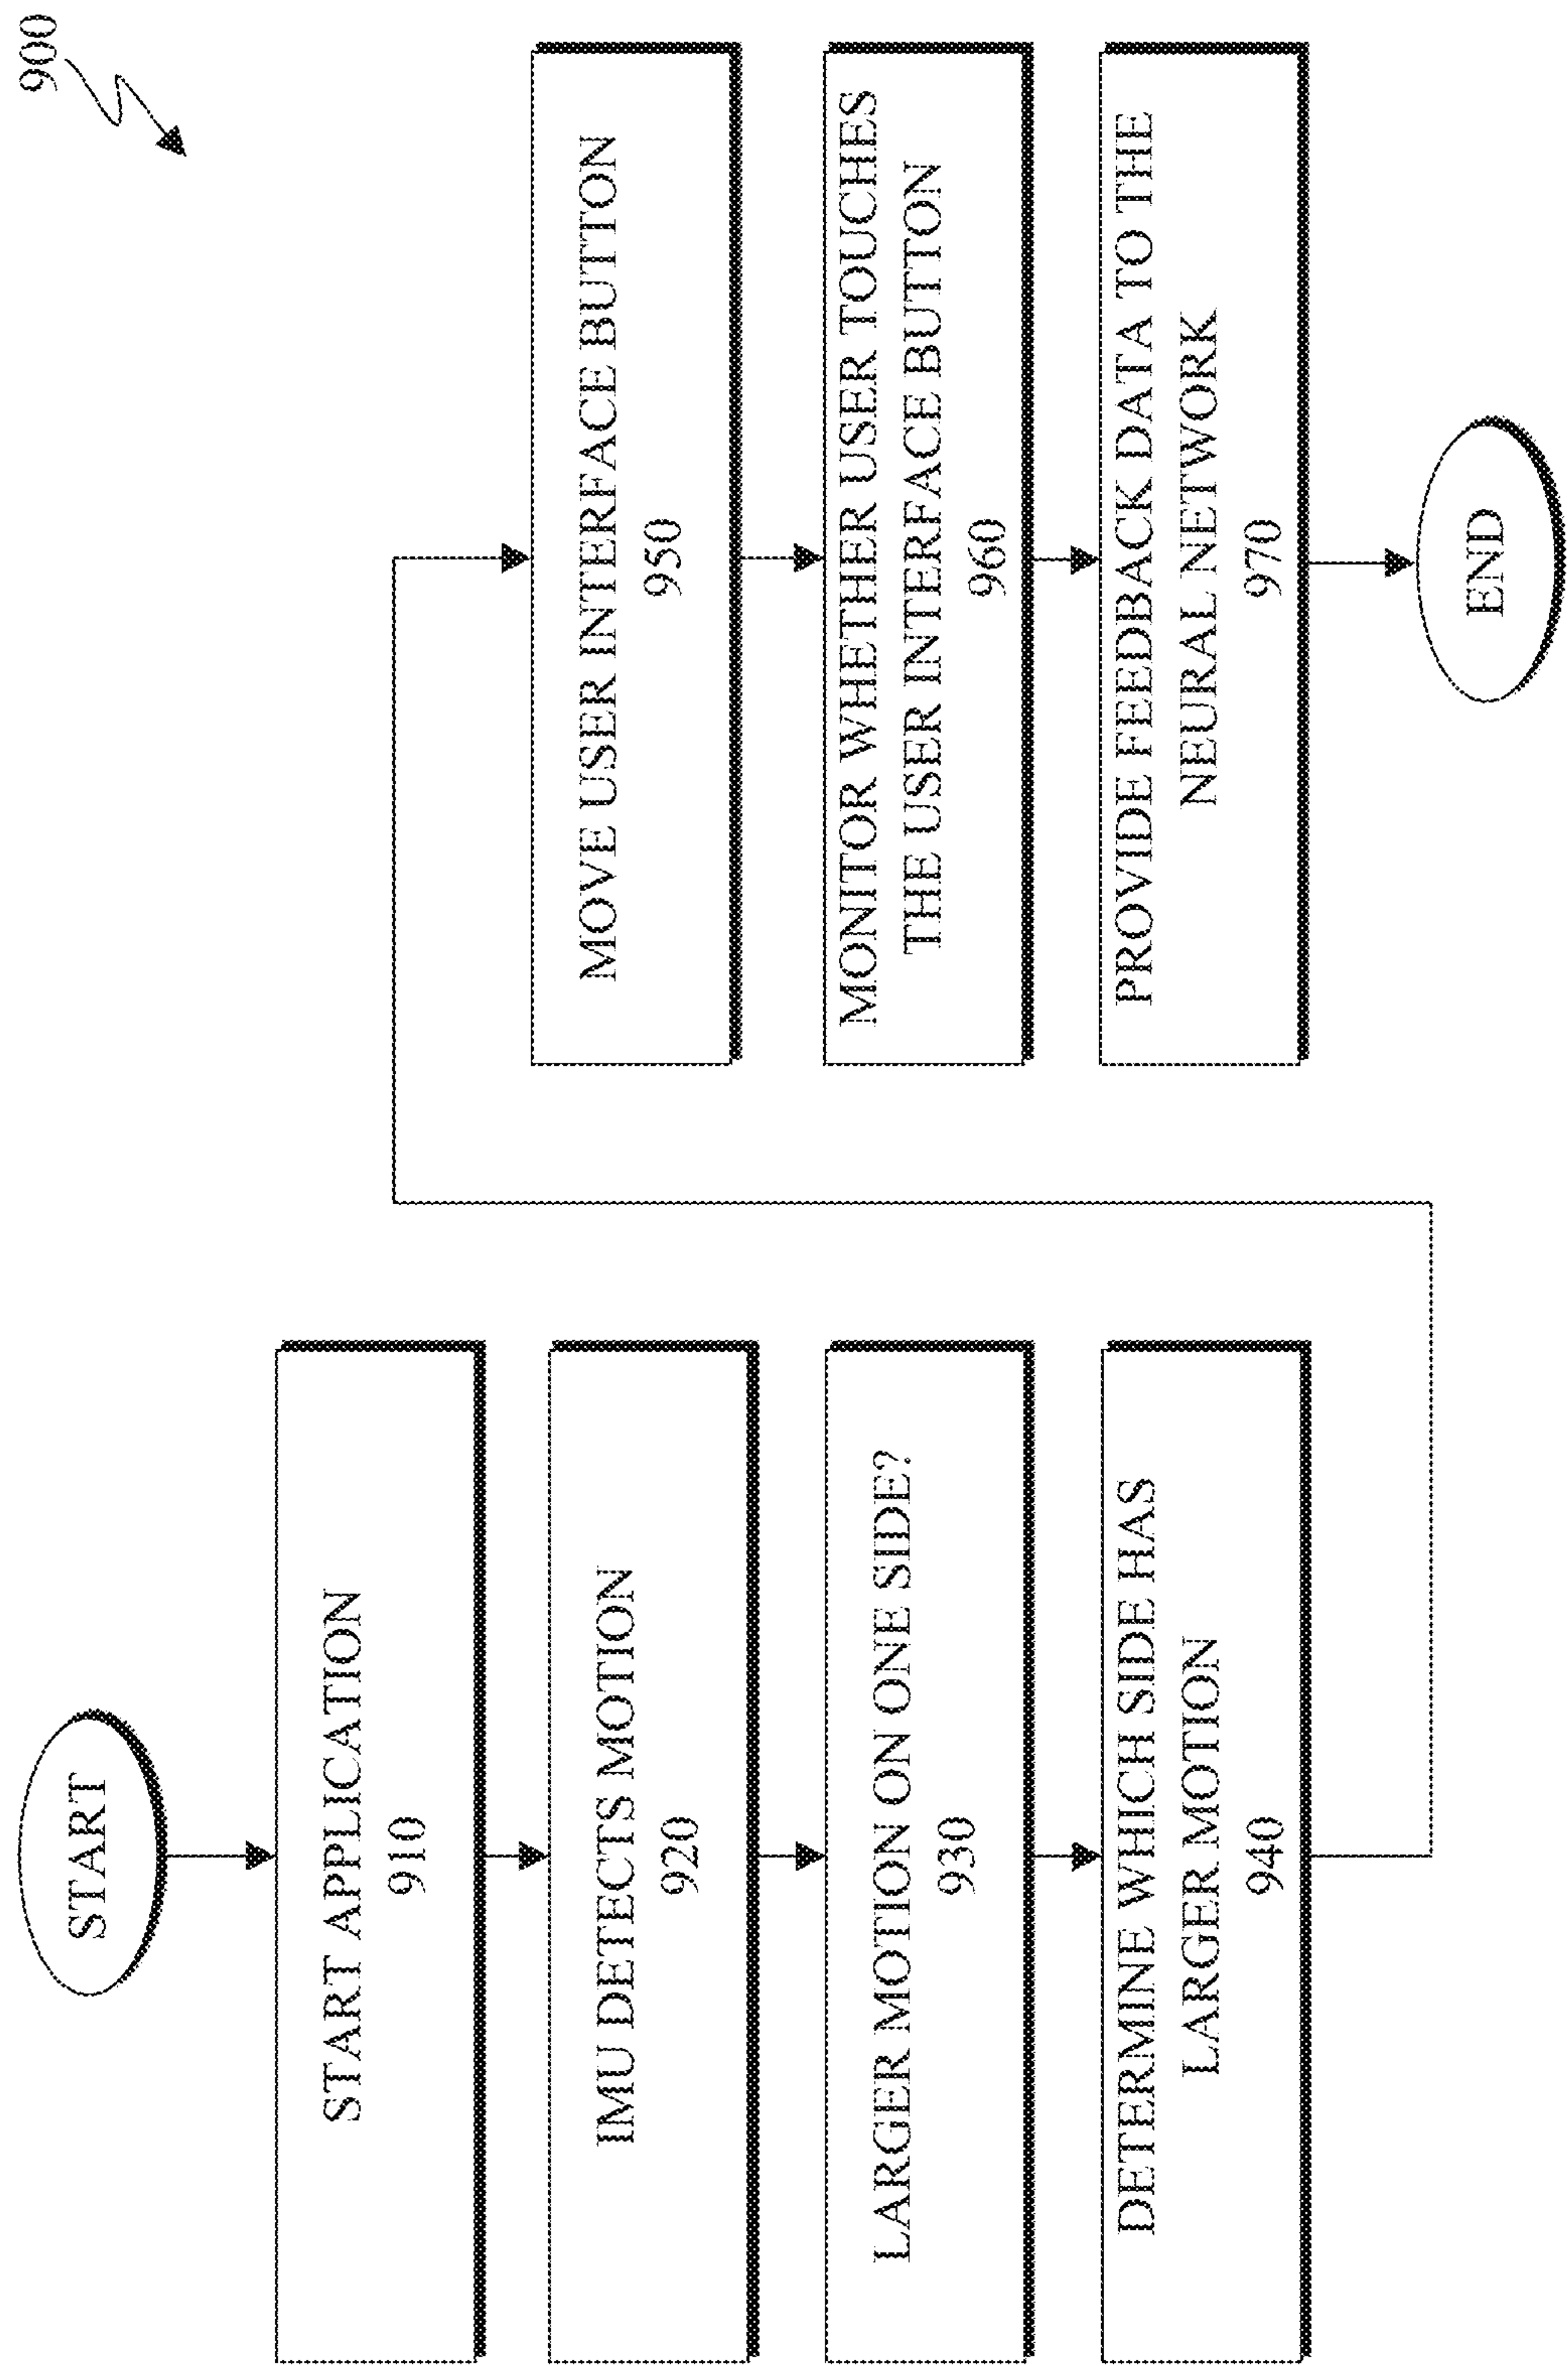 900
START
START APPLICATION
910
IMU DETECTS MOTION
920
LARGER MOTION ON ONE SIDE?
930
DETERMINE WHICH SIDE HAS
LARGER MOTION
940
MOVE USER INTERFACE BUTTON
950
MONITOR WHETHER USER TOUCHES
THE USER INTERFACE BUTTON
960
PROVIDE FEEDBACK DATA TO THE
NEURAL NETWORK
970
END